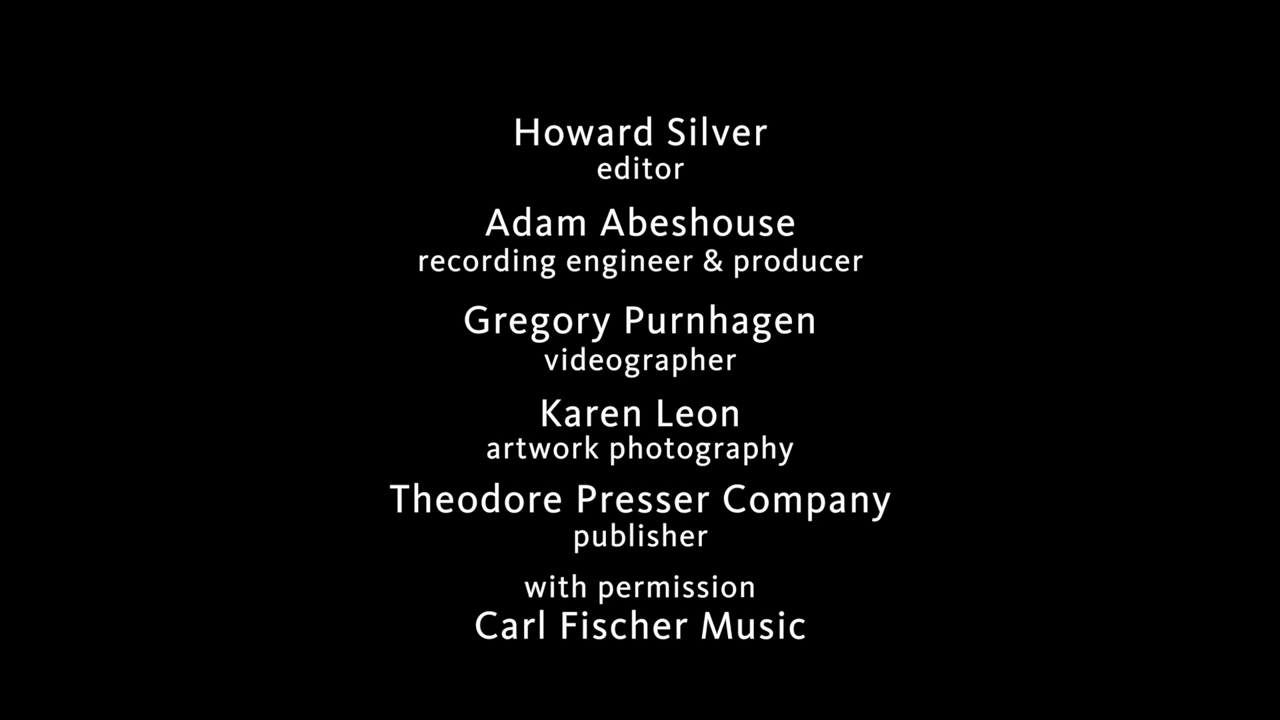 Howard Silver
editor
Adam Abeshouse
recording engineer & producer
Gregory Purnhagen
videographer
Karen Leon
artwork photography
Theodore Presser Company
publisher
with permission
Carl Fischer Music